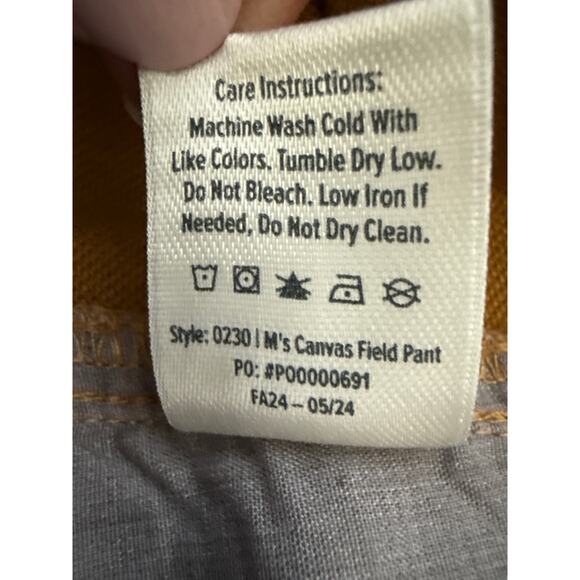 Care Instructions:
Machine Wash Cold With
Like Colors. Tumble Dry Low.
Do Not Bleach. Low Iron If
Needed, Do Not Dry Clean.
Style: 0230 | M's Canvas Field Pant
PO: #PO0000691
FA24 – 05/24